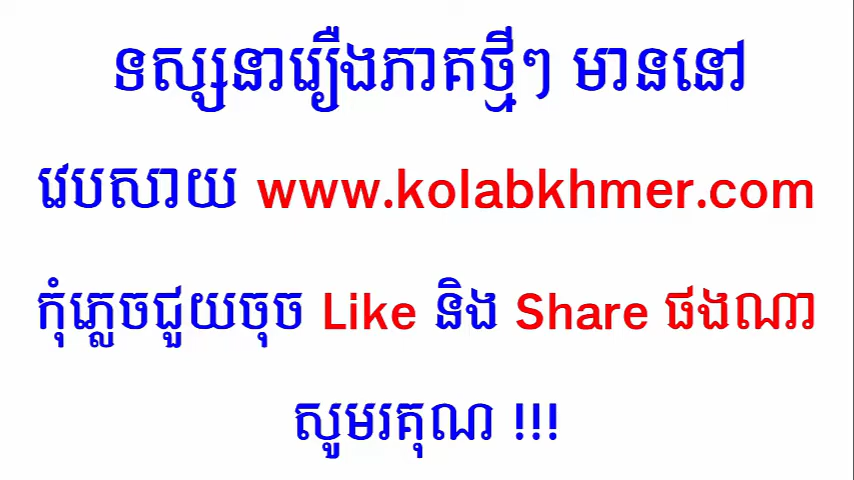 ទស្សនារឿងភាគថ្មីៗ មាននៅ
វេបសាយ www.kolabkhmer.com
កុំភ្លេចជួយចុច Like និង Share ផងណា
សូមរគុណ !!!